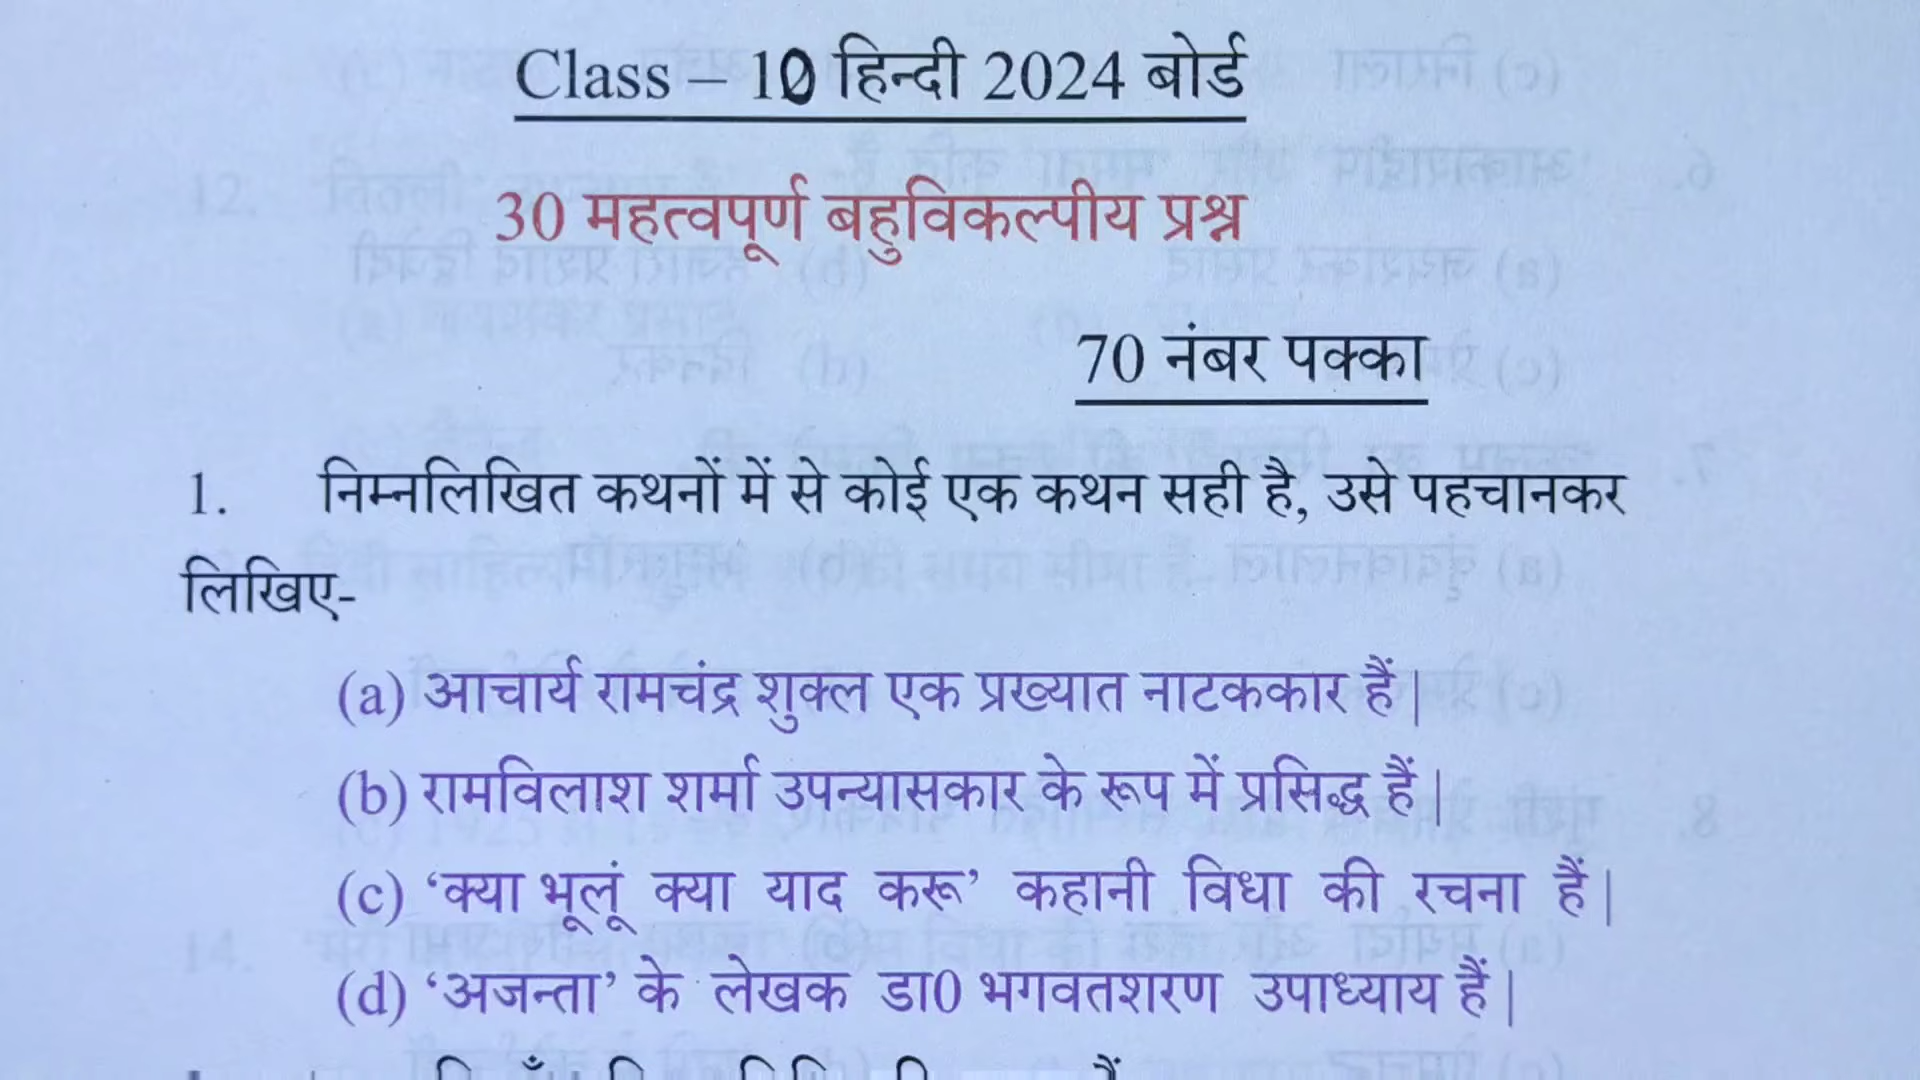 Class – 10 हिन्दी 2024 बोर्ड
30 महत्वपूर्ण बहुविकल्पीय प्रश्न
70 नंबर पक्का
1. निम्नलिखित कथनों में से कोई एक कथन सही है, उसे पहचानकर
लिखिए-
(a) आचार्य रामचंद्र शुक्ल एक प्रख्यात नाटककार हैं|
(b) रामविलाश शर्मा उपन्यासकार के रूप में प्रसिद्ध हैं|
(c) ‘क्या भूलूं क्या याद करू’ कहानी विधा की रचना हैं|
(d) ‘अजन्ता’ के लेखक डा0 भगवतशरण उपाध्याय हैं|